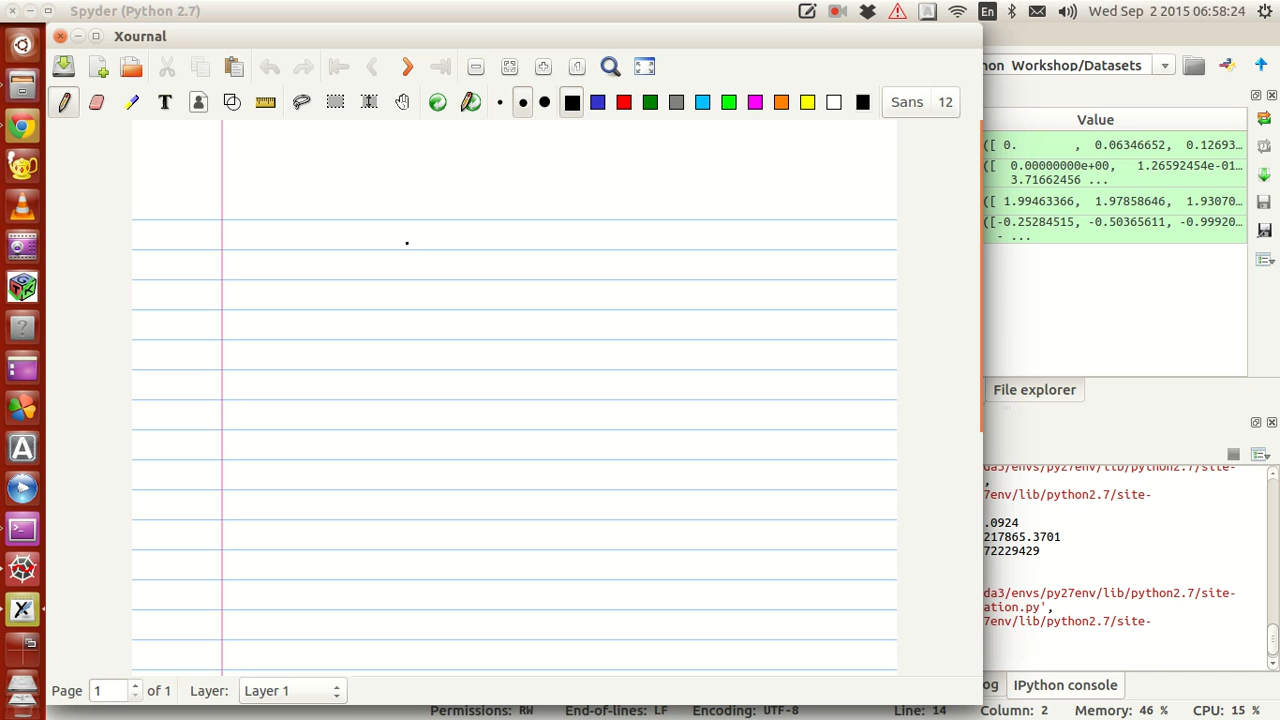 Spyder (Python 2.7)
En
Wed Sep 2 2015 06:58:24
Xournal
hon_Workshop/Datasets
T
Sans 12
Value
([ 0. , 0.06346652, 0.12693...
([ 0.00000000e+00, 1.26592454e-01...
3.71662456 ...
([ 1.99463366, 1.97858646, 1.93070...
([-0.25284515, -0.50365611, -0.99920...
- ...
File explorer
da3/envs/py27env/lib/python2.7/site-
,
7env/lib/python2.7/site-
.0924
217865.3701
72229429
da3/envs/py27env/lib/python2.7/site-
ation.py',
7env/lib/python2.7/site-
Page 1 of 1 Layer: Layer 1
og IPython console
Permissions: RW End-of-lines: LF Encoding: UTF-8 Line: 14 Column: 2 Memory: 46 % CPU: 15 %